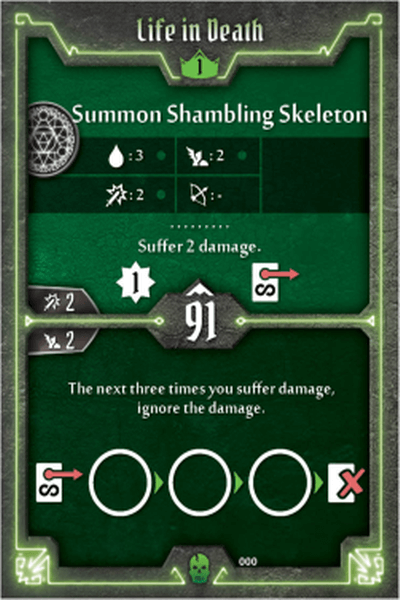 Life in Death
1
Summon Shambling Skeleton
: 3
: 2
: 2
: -
Suffer 2 damage.
1
2
91
2
The next three times you suffer damage,
ignore the damage.
000